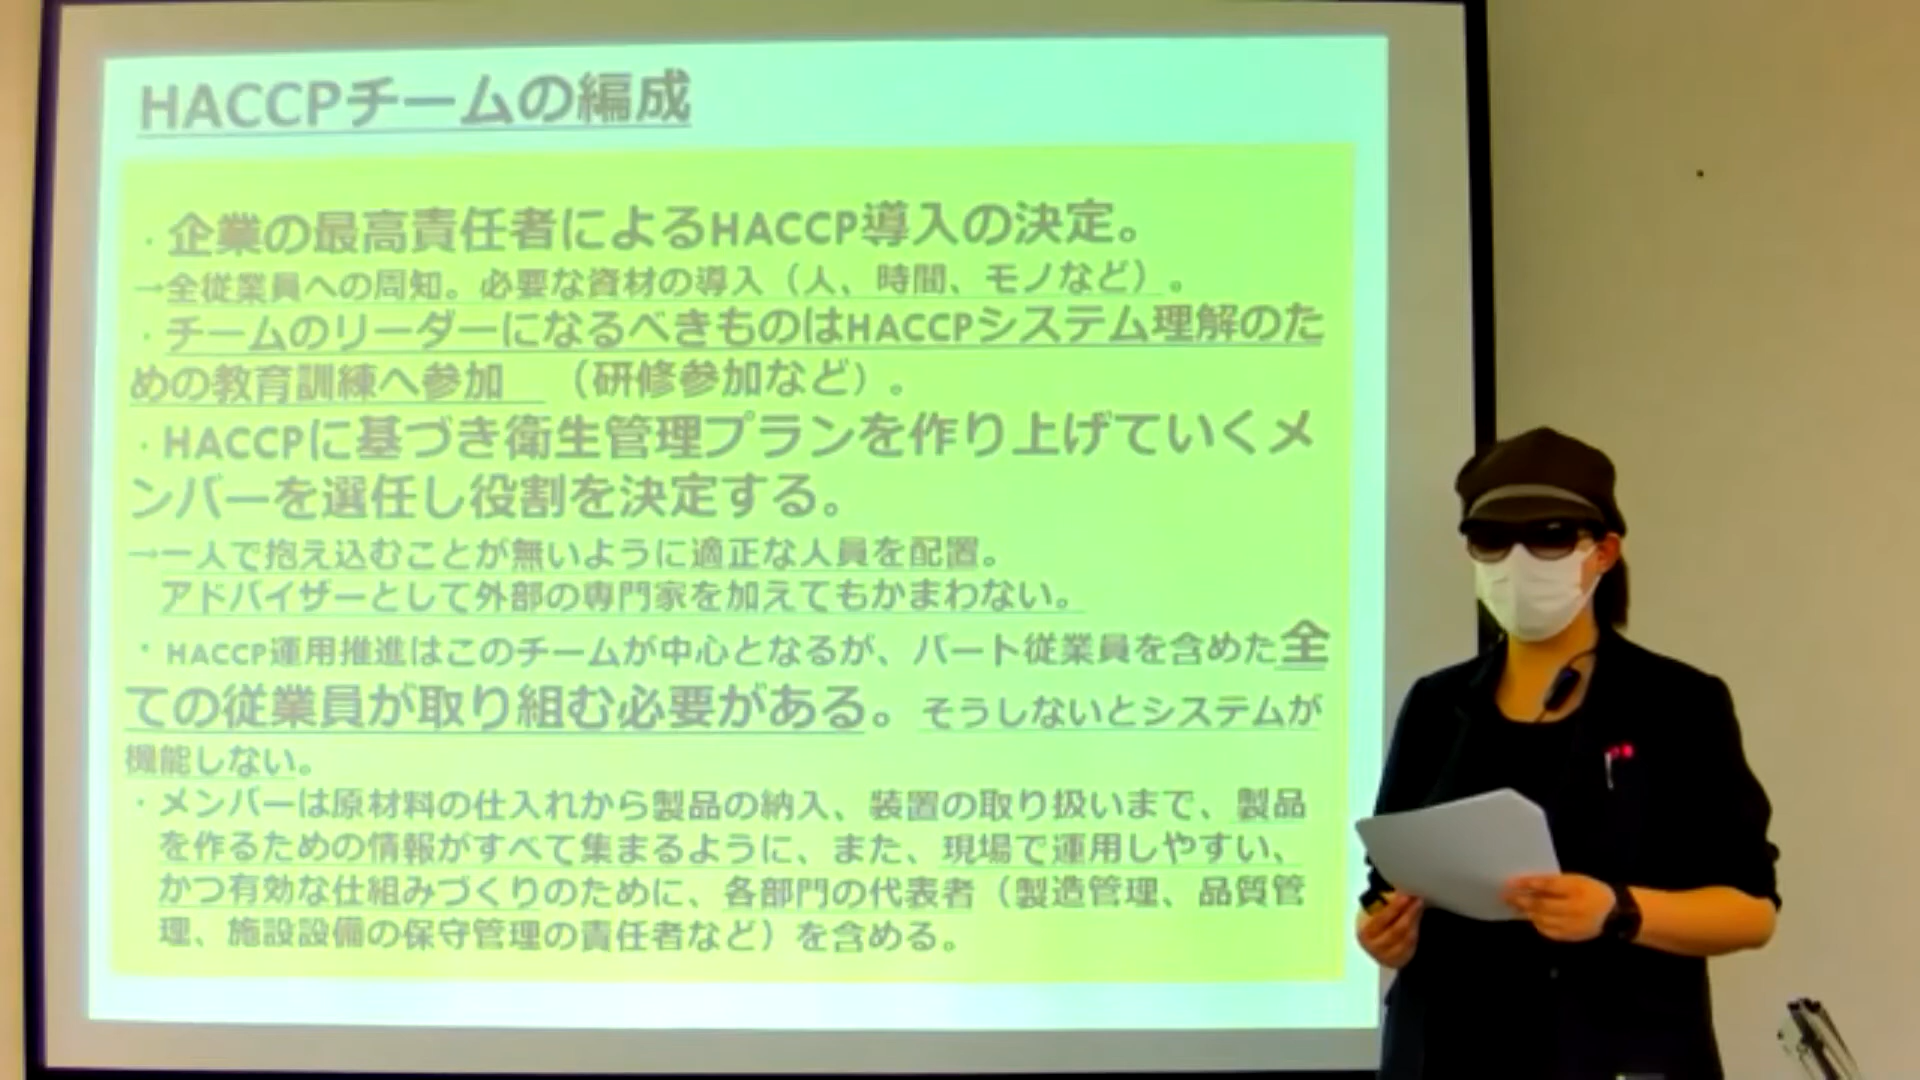 HACCPチームの編成
・企業の最高責任者によるHACCP導入の決定。
→全従業員への周知。必要な資材の導入（人、時間、モノなど）。
・チームのリーダーになるべきものはHACCPシステム理解のた
めの教育訓練へ参加　（研修参加など）。
・HACCPに基づき衛生管理プランを作り上げていくメ
ンバーを選任し役割を決定する。
→一人で抱え込むことが無いように適正な人員を配置。
アドバイザーとして外部の専門家を加えてもかまわない。
・HACCP運用推進はこのチームが中心となるが、パート従業員を含めた全
ての従業員が取り組む必要がある。そうしないとシステムが
機能しない。
・メンバーは原材料の仕入れから製品の納入、装置の取り扱いまで、製品
を作るための情報がすべて集まるように、また、現場で運用しやすい、
かつ有効な仕組みづくりのために、各部門の代表者（製造管理、品質管
理、施設設備の保守管理の責任者など）を含める。